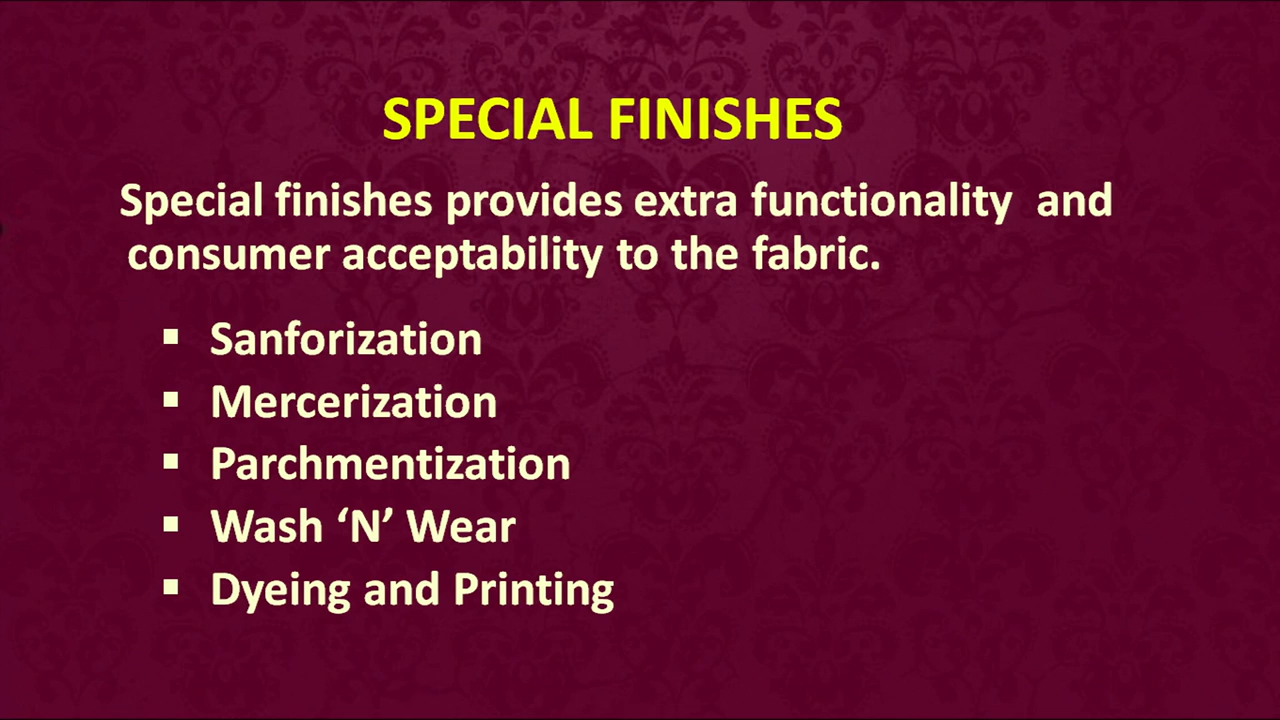 SPECIAL FINISHES
Special finishes provides extra functionality and
consumer acceptability to the fabric.
▪ Sanforization
▪ Mercerization
▪ Parchmentization
▪ Wash ‘N’ Wear
▪ Dyeing and Printing